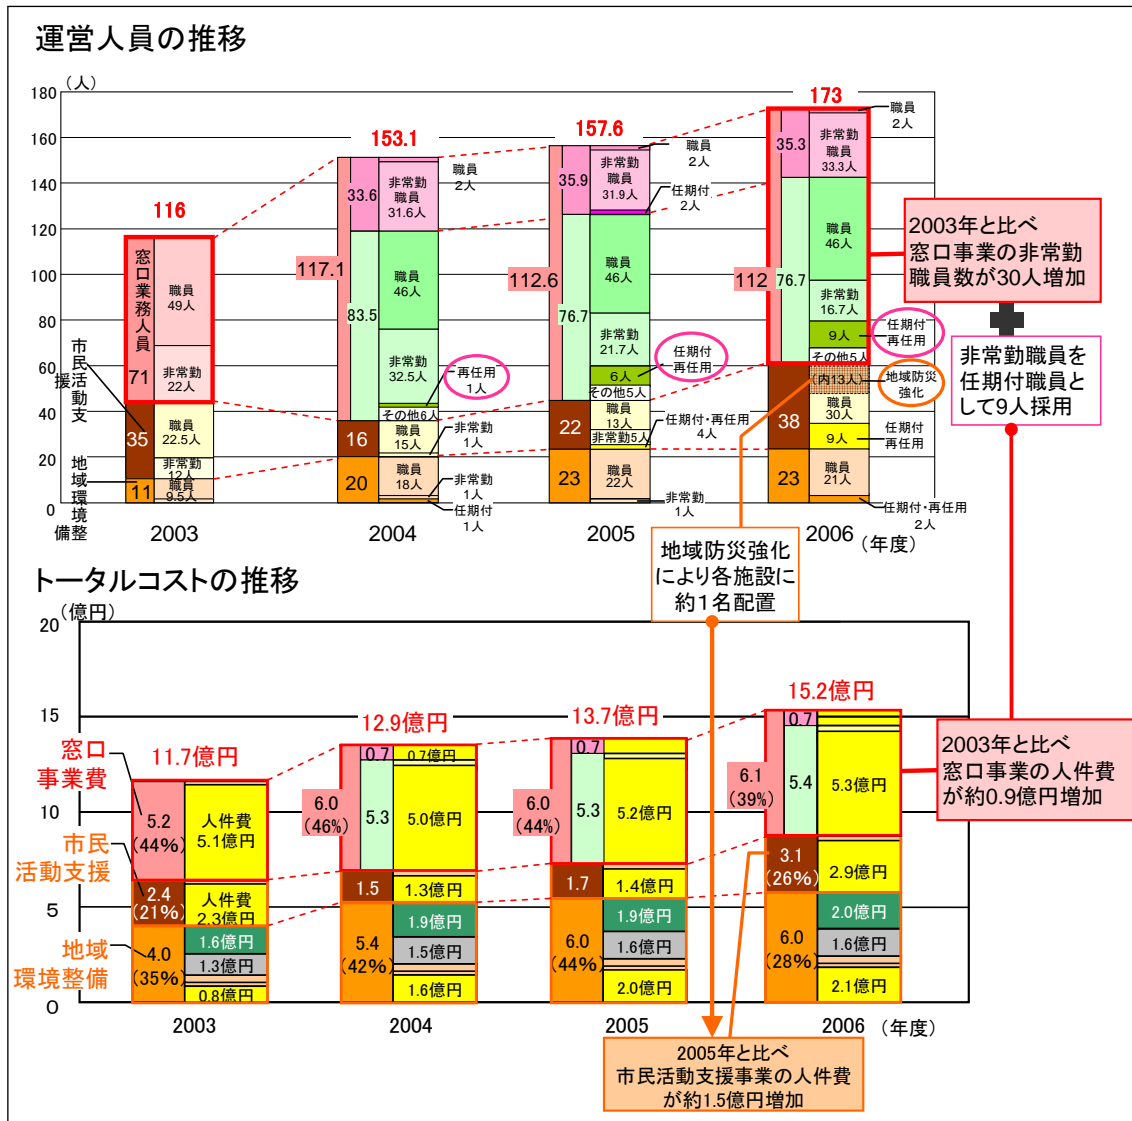 運営人員の推移
（人）
180
160
140
120
100
80
60
40
20
0
116
窓口業務人員
71
職員
49人
非常勤
22人
市民活動支援
35
職員
22.5人
非常勤
12人
地域環境整備
11
職員
9.5人
2003
153.1
117.1
33.6
非常勤
職員
31.6人
職員
2人
83.5
職員
46人
非常勤
32.5人
再任用
1人
その他6人
16
職員
15人
非常勤
1人
20
職員
18人
非常勤
1人
任期付
1人
2004
157.6
112.6
35.9
非常勤
職員
31.9人
職員
2人
任期付
2人
76.7
職員
46人
非常勤
21.7人
6人
任期付
再任用
その他5人
22
職員
13人
非常勤5人
任期付・再任用
4人
23
職員
22人
非常勤
1人
2005
173
112
35.3
職員
2人
非常勤
職員
33.3人
76.7
職員
46人
非常勤
16.7人
9人
任期付
再任用
その他5人
（内13人）
地域防災
強化
38
職員
30人
9人
任期付
再任用
23
職員
21人
任期付・再任用
2人
2006
（年度）
2003年と比べ
窓口事業の非常勤
職員数が30人増加
非常勤職員を
任期付職員と
して9人採用
地域防災強化
により各施設に
約１名配置
トータルコストの推移
（億円）
20
15
10
5
0
窓口
事業費
市民
活動支援
地域
環境整備
11.7億円
5.2
(44%)
人件費
5.1億円
2.4
(21%)
人件費
2.3億円
4.0
(35%)
1.6億円
1.3億円
0.8億円
2003
12.9億円
6.0
(46%)
0.7
0.7億円
5.3
5.0億円
1.5
1.3億円
5.4
(42%)
1.9億円
1.5億円
1.6億円
2004
13.7億円
6.0
(44%)
0.7
5.3
5.2億円
1.7
1.4億円
6.0
(44%)
1.9億円
1.6億円
2.0億円
2005
15.2億円
6.1
(39%)
0.7
5.4
5.3億円
3.1
(26%)
2.9億円
6.0
(28%)
2.0億円
1.6億円
2.1億円
2006
（年度）
2003年と比べ
窓口事業の人件費
が約0.9億円増加
2005年と比べ
市民活動支援事業の人件費
が約1.5億円増加